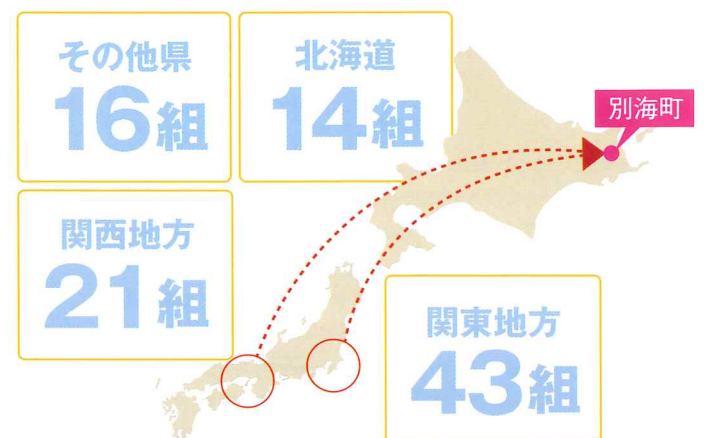 その他県
16組
北海道
14組
別海町
関西地方
21組
関東地方
43組